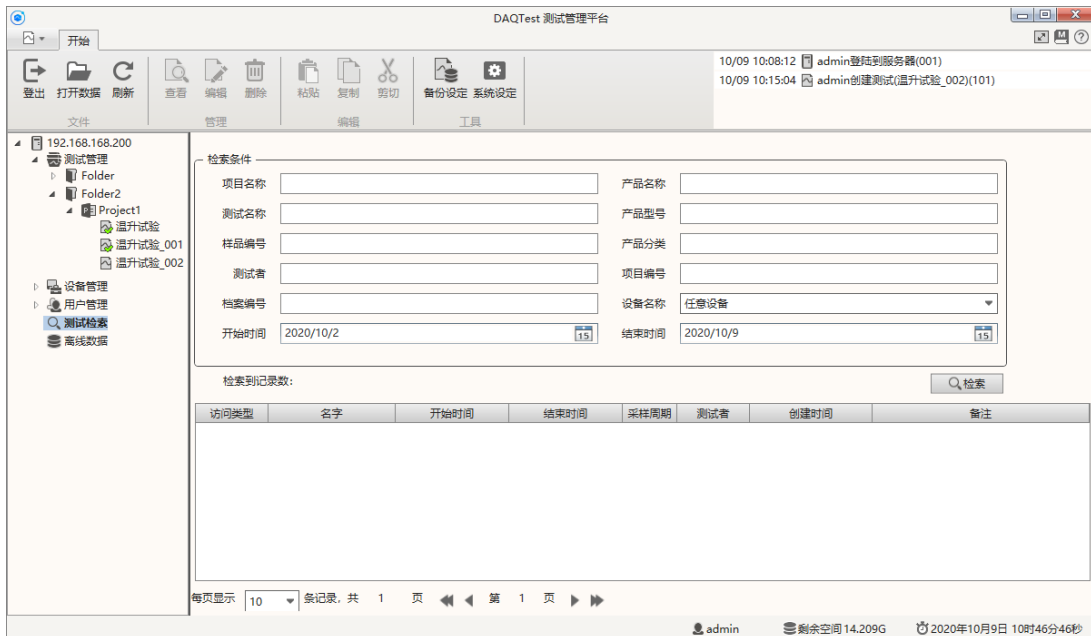 DAQTest 测试管理平台
开始
登出 打开数据 刷新 查看 编辑 删除 粘贴 复制 剪切 备份设定 系统设定
文件 管理 编辑 工具
10/09 10:08:12 admin登陆到服务器(001)
10/09 10:15:04 admin创建测试(温升试验_002)(101)
192.168.168.200
测试管理
Folder
Folder2
Project1
温升试验
温升试验_001
温升试验_002
设备管理
用户管理
测试检索
离线数据
检索条件
项目名称 产品名称
测试名称 产品型号
样品编号 产品分类
测试者 项目编号
档案编号 设备名称 任意设备
开始时间 2020/10/2 15 结束时间 2020/10/9 15
检索到记录数: 检索
访问类型 名字 开始时间 结束时间 采样周期 测试者 创建时间 备注
每页显示 10 条记录, 共 1 页 第 1 页
admin 剩余空间14.209G 2020年10月9日 10时46分46秒